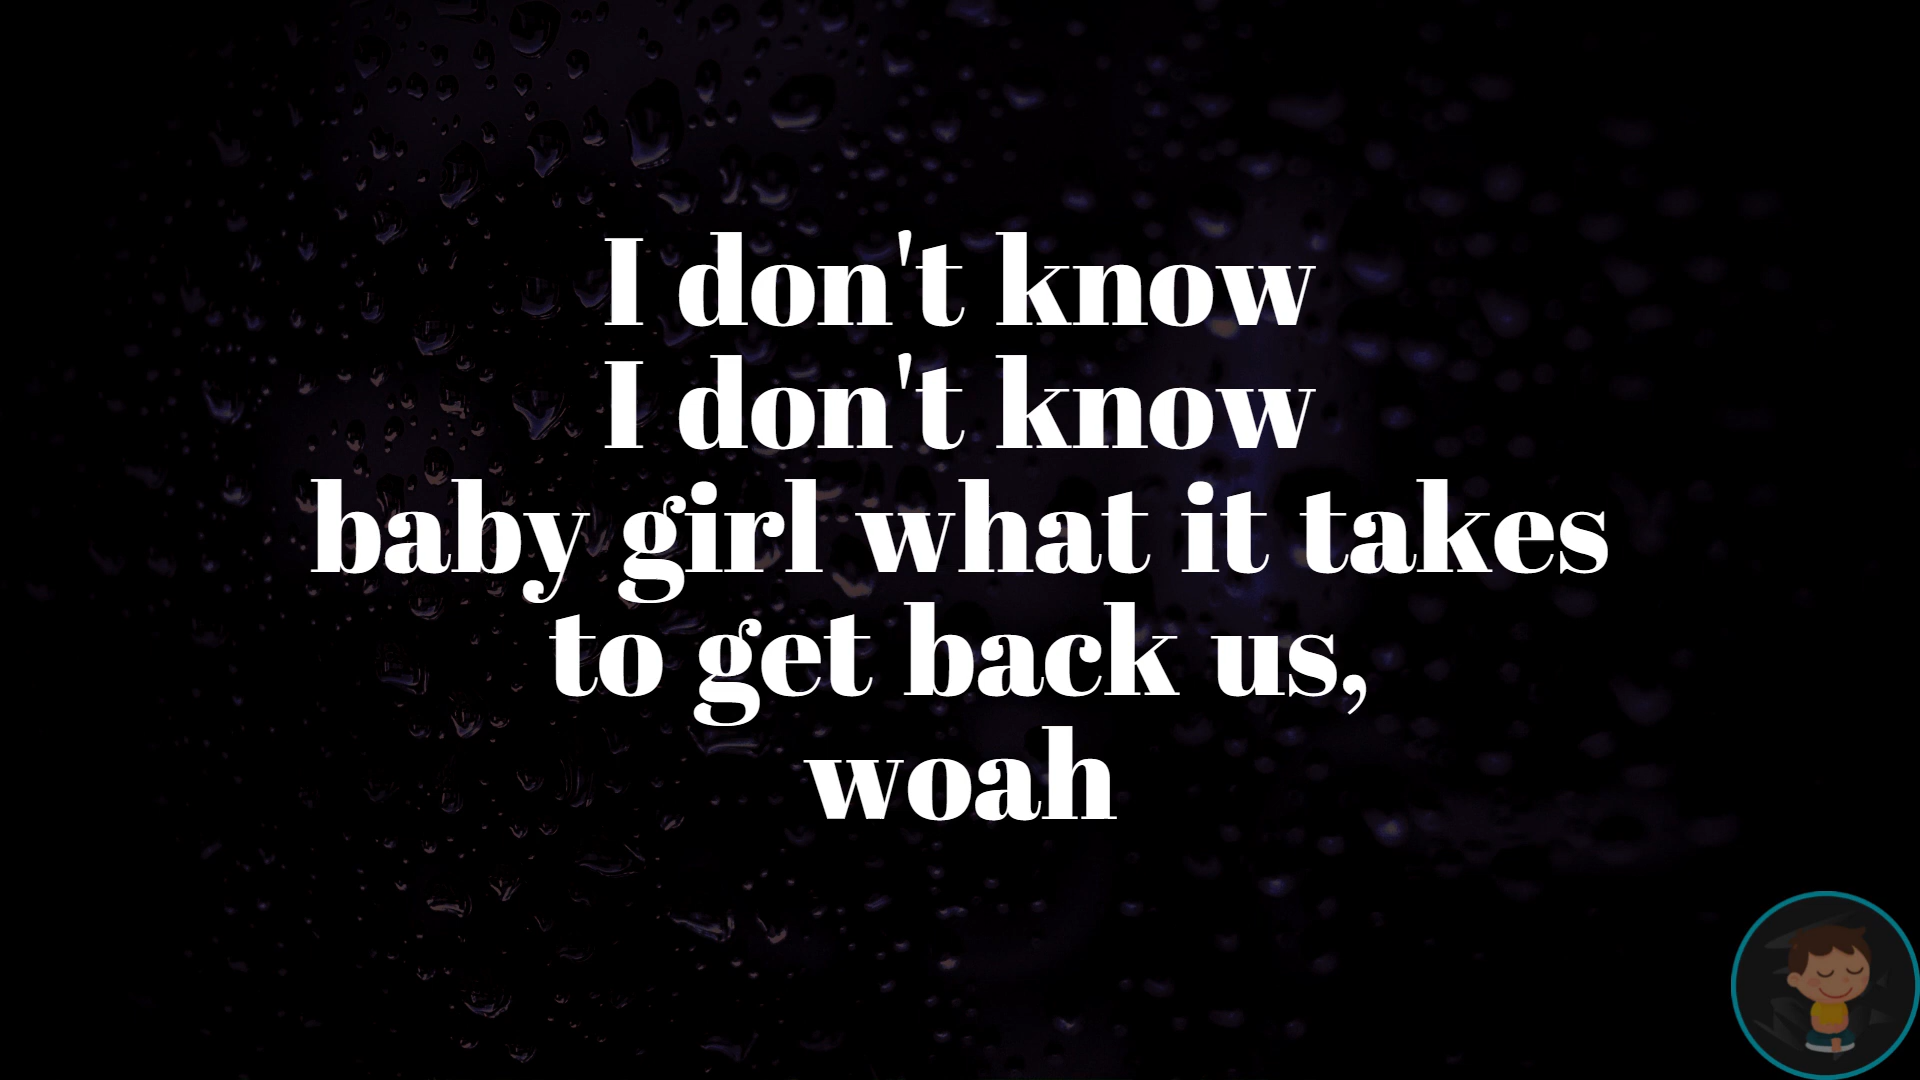 I don't know
I don't know
baby girl what it takes
to get back us,
woah